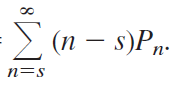 = ∑_{n=s}^{∞} (n − s)P_n.